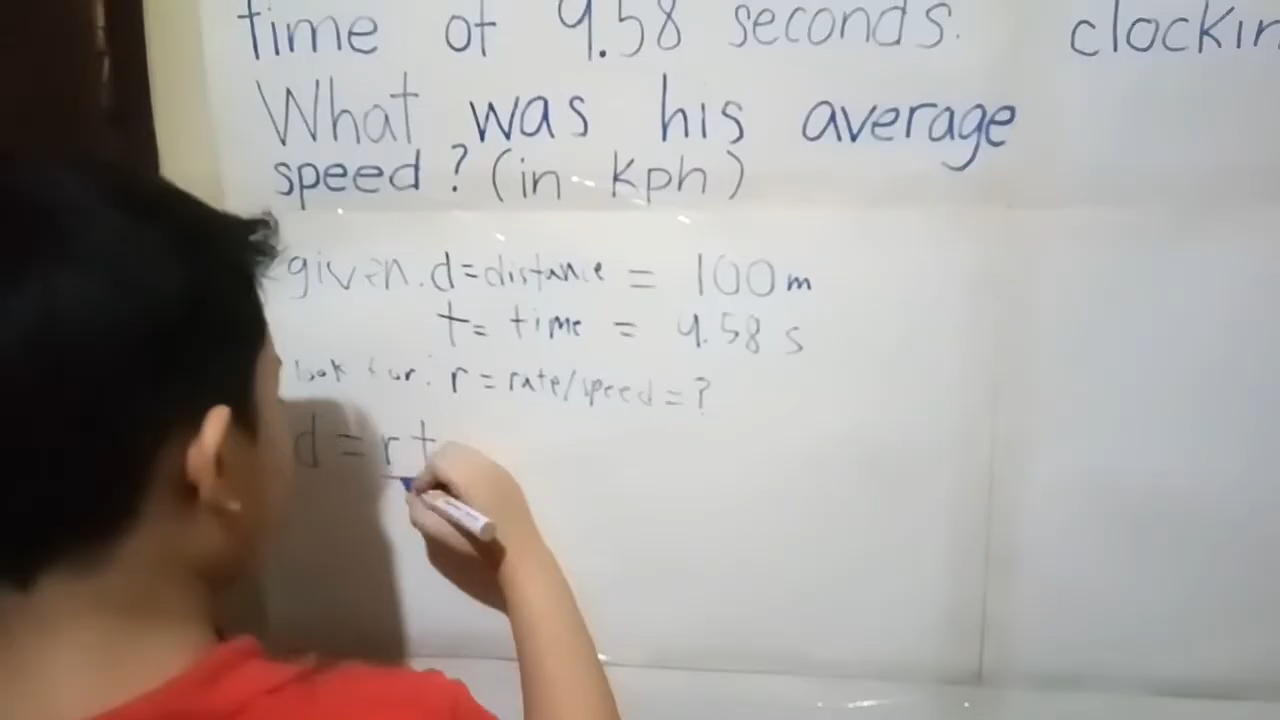 time of 9.58 seconds. clockin
What was his average
speed? (in kph)
given. d=distance = 100m
t= time = 9.58 s
look for: r = rate/speed = ?
d = rt